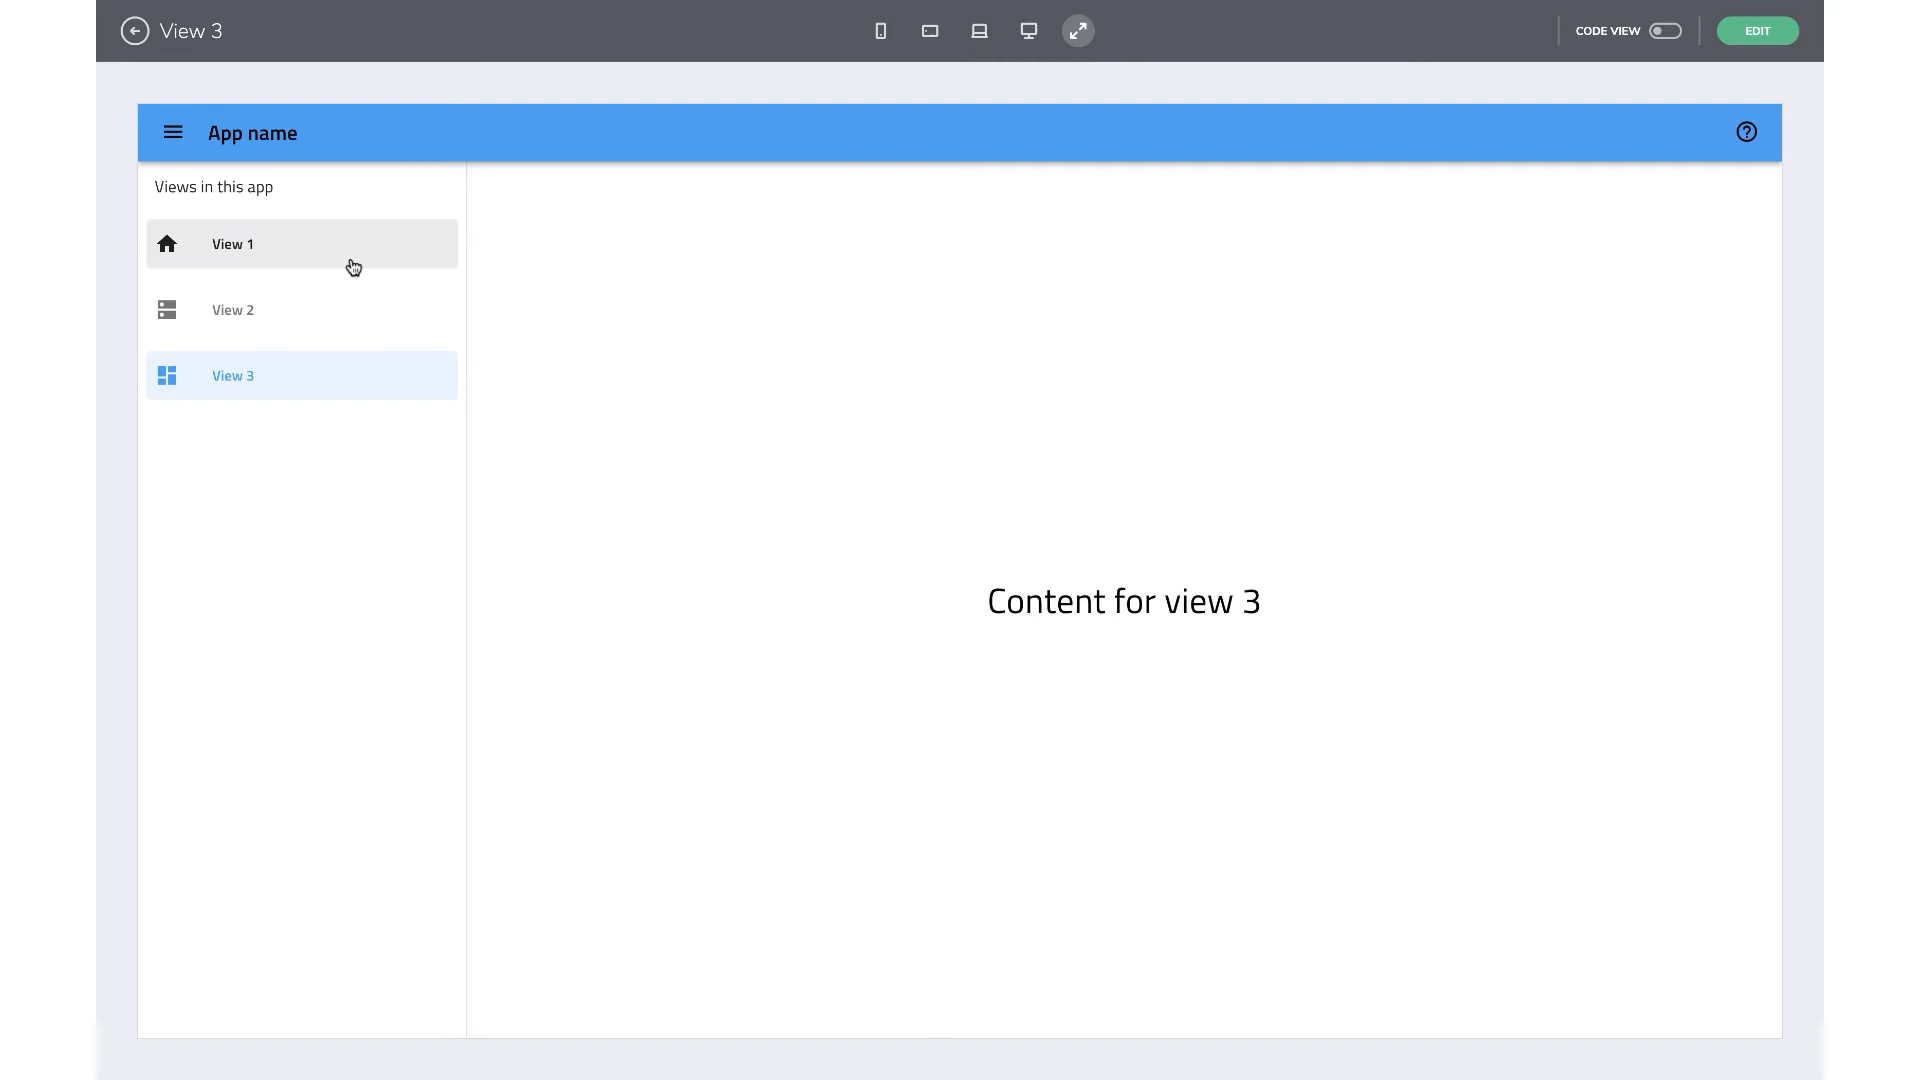 View 3
CODE VIEW
EDIT
App name
Views in this app
View 1
View 2
View 3
Content for view 3